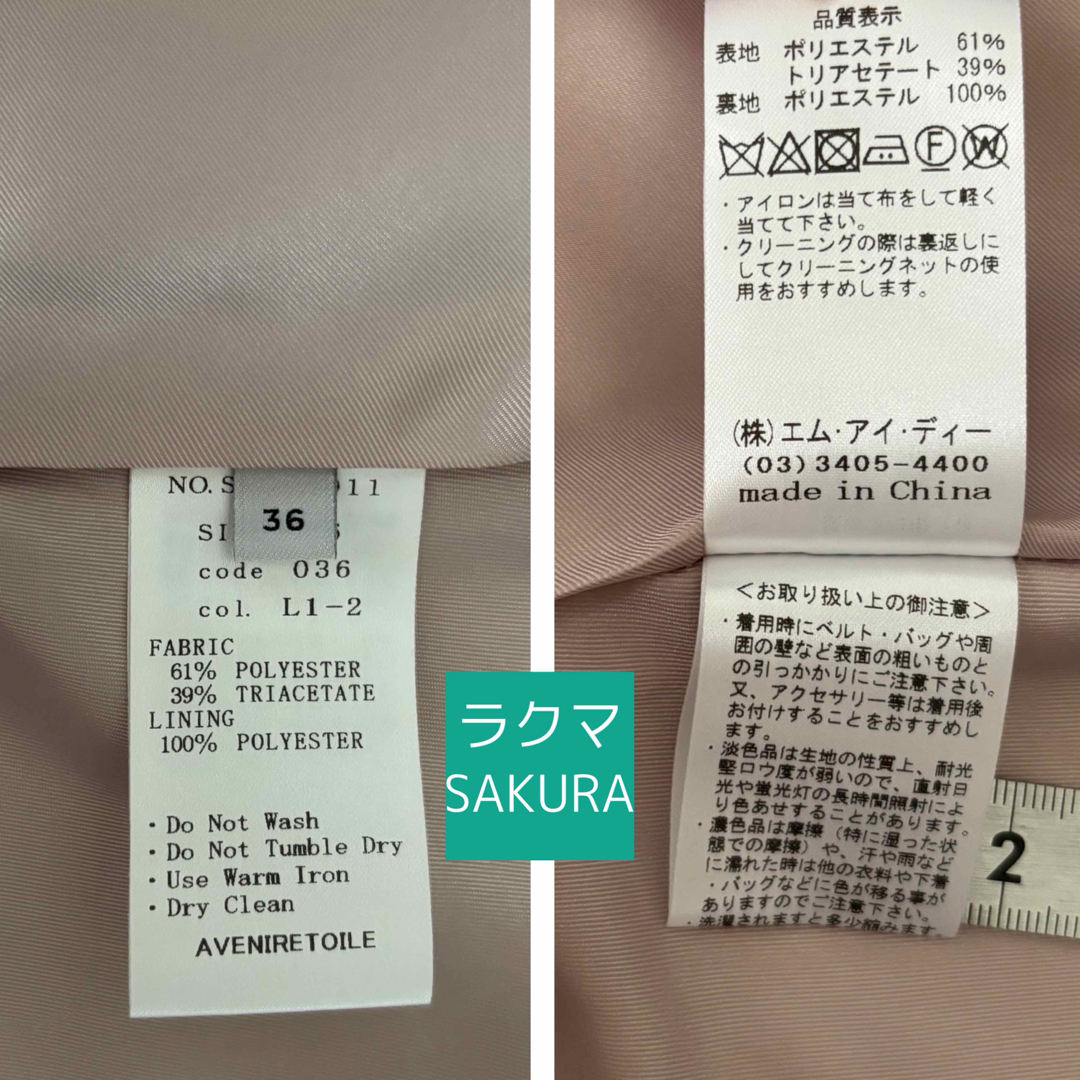 NO. S 011
36
code 036
col. L1-2
FABRIC
61% POLYESTER
39% TRIACETATE
LINING
100% POLYESTER
・Do Not Wash
・Do Not Tumble Dry
・Use Warm Iron
・Dry Clean
AVENIRETOILE
ラクマ
SAKURA
品質表示
表地 ポリエステル 61%
トリアセテート 39%
裏地 ポリエステル 100%
F W
・アイロンは当て布をして軽く
当てて下さい。
・クリーニングの際は裏返しに
してクリーニングネットの使
用をおすすめします。
(株)エム・アイ・ディー
(03)3405-4400
made in China
<お取り扱い上の御注意>
・着用時にベルト・バッグや周
囲の壁など表面の粗いものと
の引っかかりにご注意下さい。
又、アクセサリー等は着用後
お付けすることをおすすめし
ます。
・淡色品は生地の性質上、耐光
堅ロウ度が弱いので、直射日
光や蛍光灯の長時間照射によ
り色あせすることがあります。
・濃色品は摩擦(特に湿った状
態での摩擦)や、汗や雨など
に濡れた時は他の衣料や下着
・バッグなどに色が移る事が
ありますのでご注意下さい。
・洗濯されますと多少縮みます
2